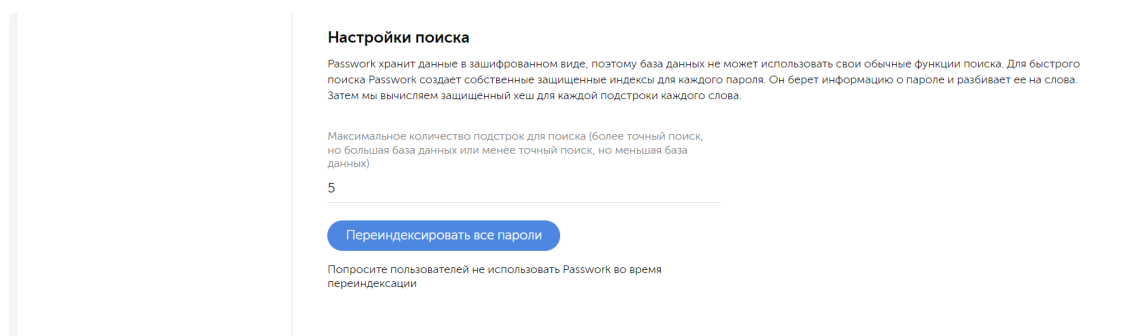 Настройки поиска
Passwork хранит данные в зашифрованном виде, поэтому база данных не может использовать свои обычные функции поиска. Для быстрого
поиска Passwork создает собственные защищенные индексы для каждого пароля. Он берет информацию о пароле и разбивает ее на слова.
Затем мы вычисляем защищенный хеш для каждой подстроки каждого слова.
Максимальное количество подстрок для поиска (более точный поиск,
но большая база данных или менее точный поиск, но меньшая база
данных)
5
Переиндексировать все пароли
Попросите пользователей не использовать Passwork во время
переиндексации